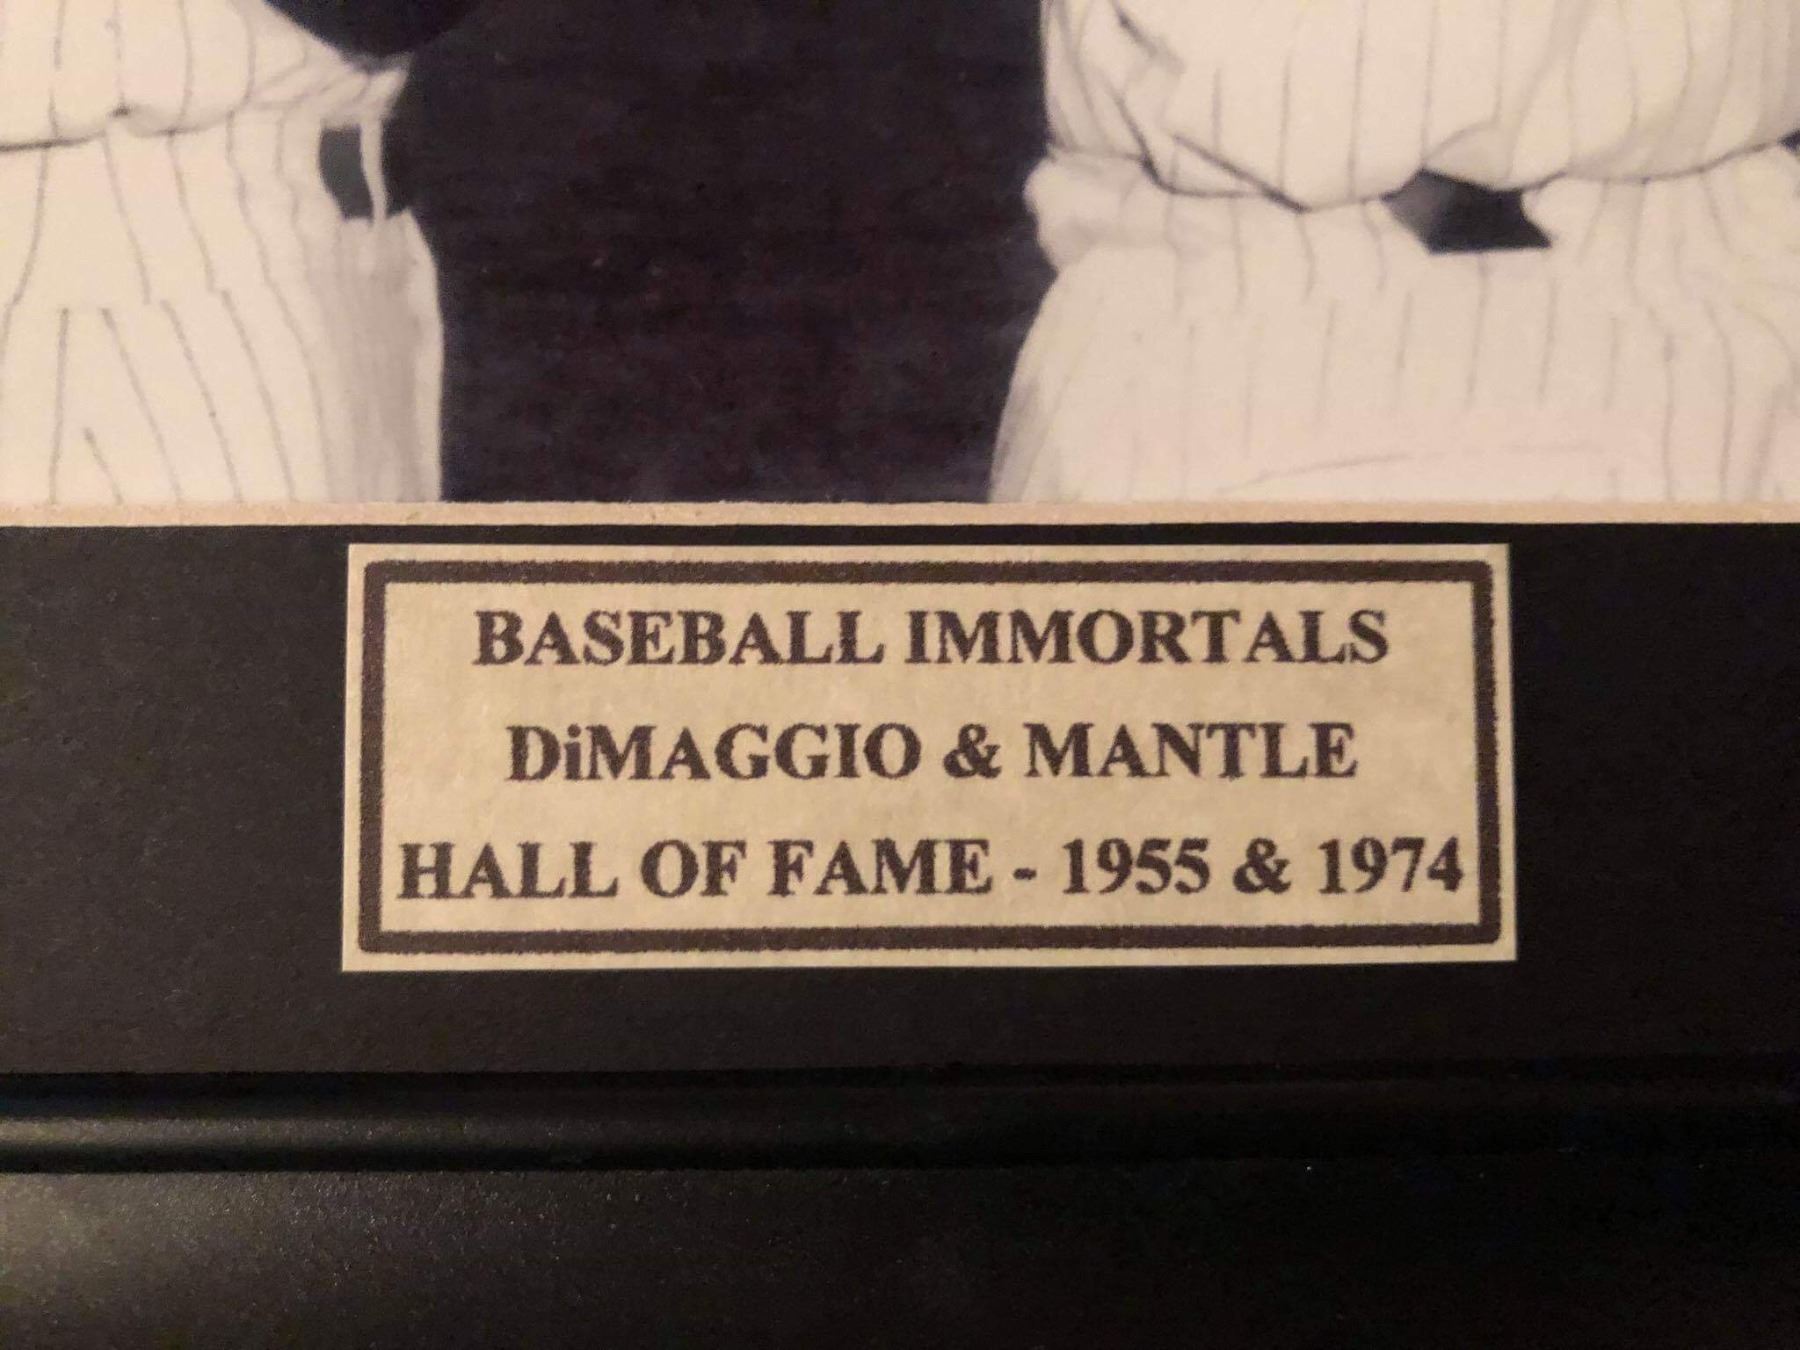 BASEBALL IMMORTALS
DiMAGGIO & MANTLE
HALL OF FAME - 1955 & 1974